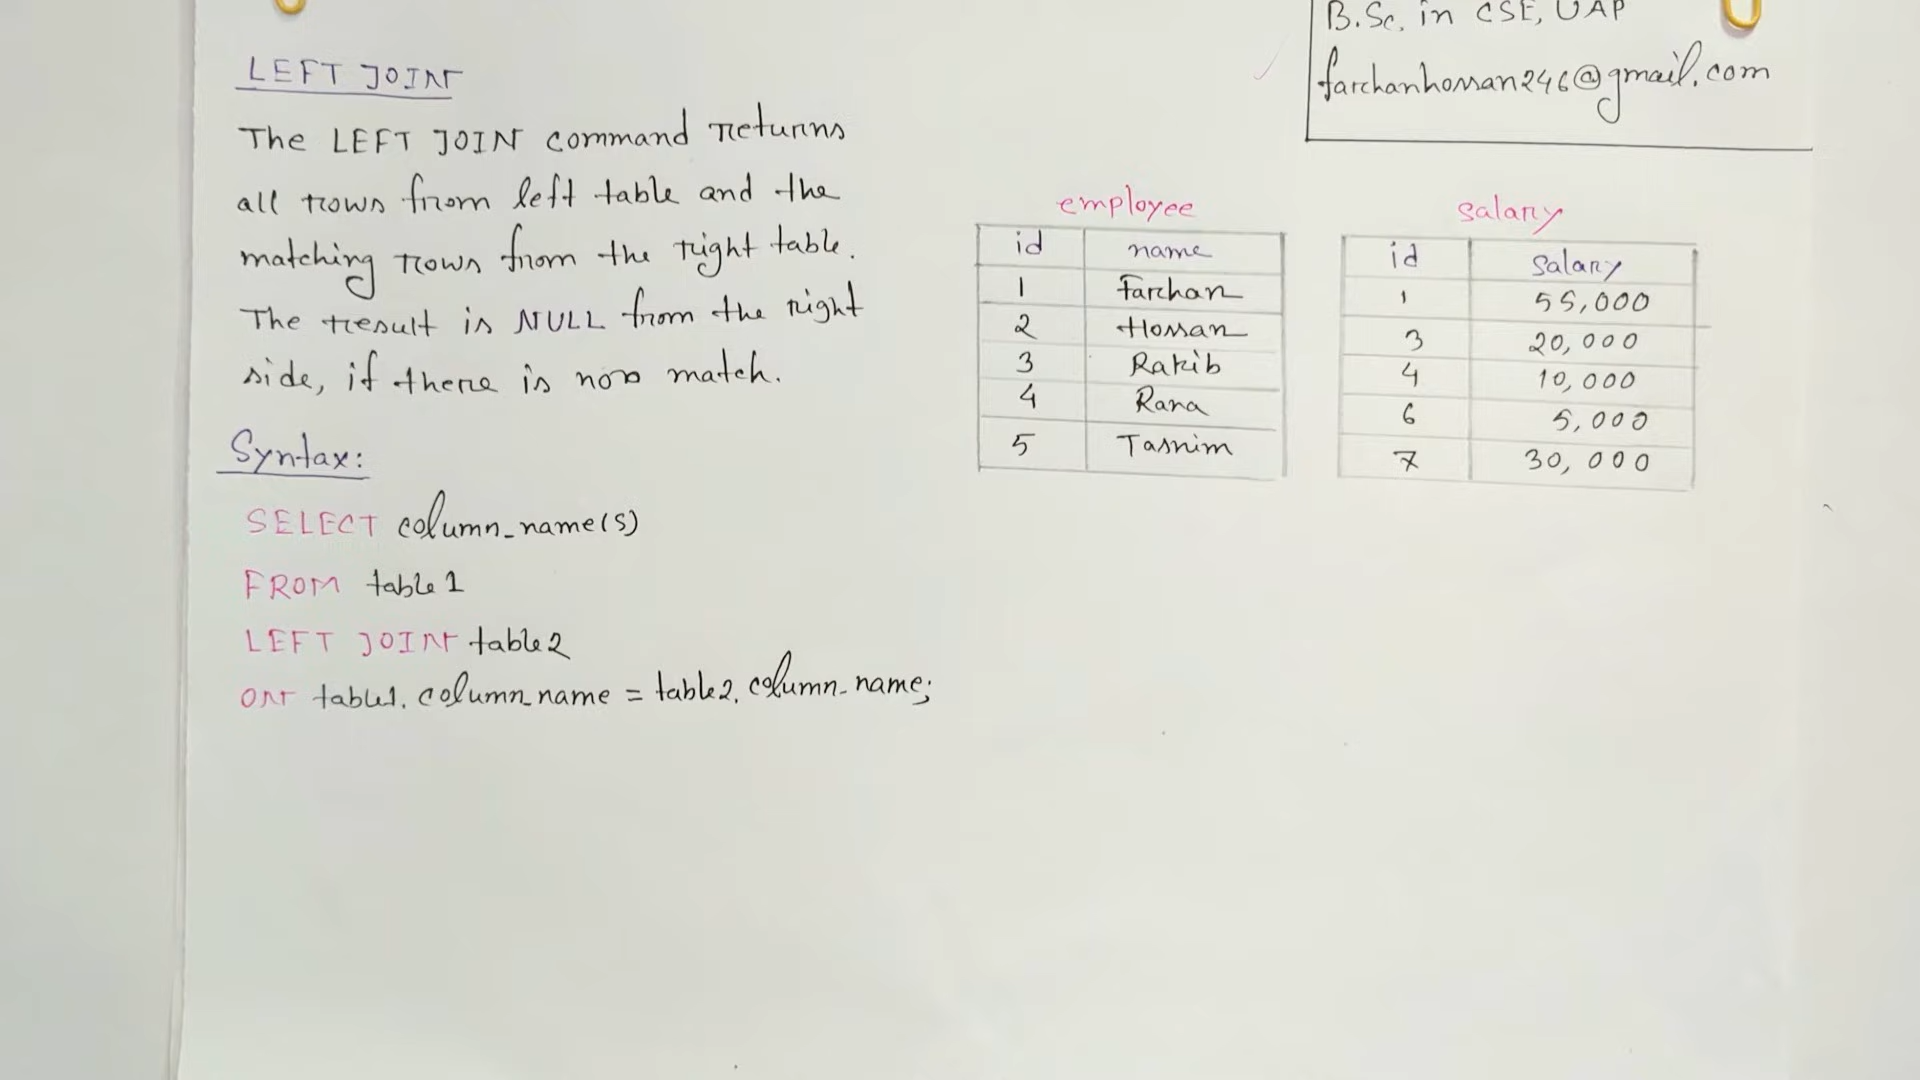 B.Sc. in CSE, UAP
farhanhossan246@gmail.com
LEFT JOIN
The LEFT JOIN command returns
all rows from left table and the
matching rows from the right table.
The result is NULL from the right
side, if there is no match.
Syntax:
SELECT column_name(s)
FROM table1
LEFT JOIN table2
ON table1.column_name = table2.column_name;
employee
id name
1 Farhan
2 Hossan
3 Rakib
4 Rana
5 Tasnim
salary
id salary
1 55,000
3 20,000
4 10,000
6 5,000
7 30,000